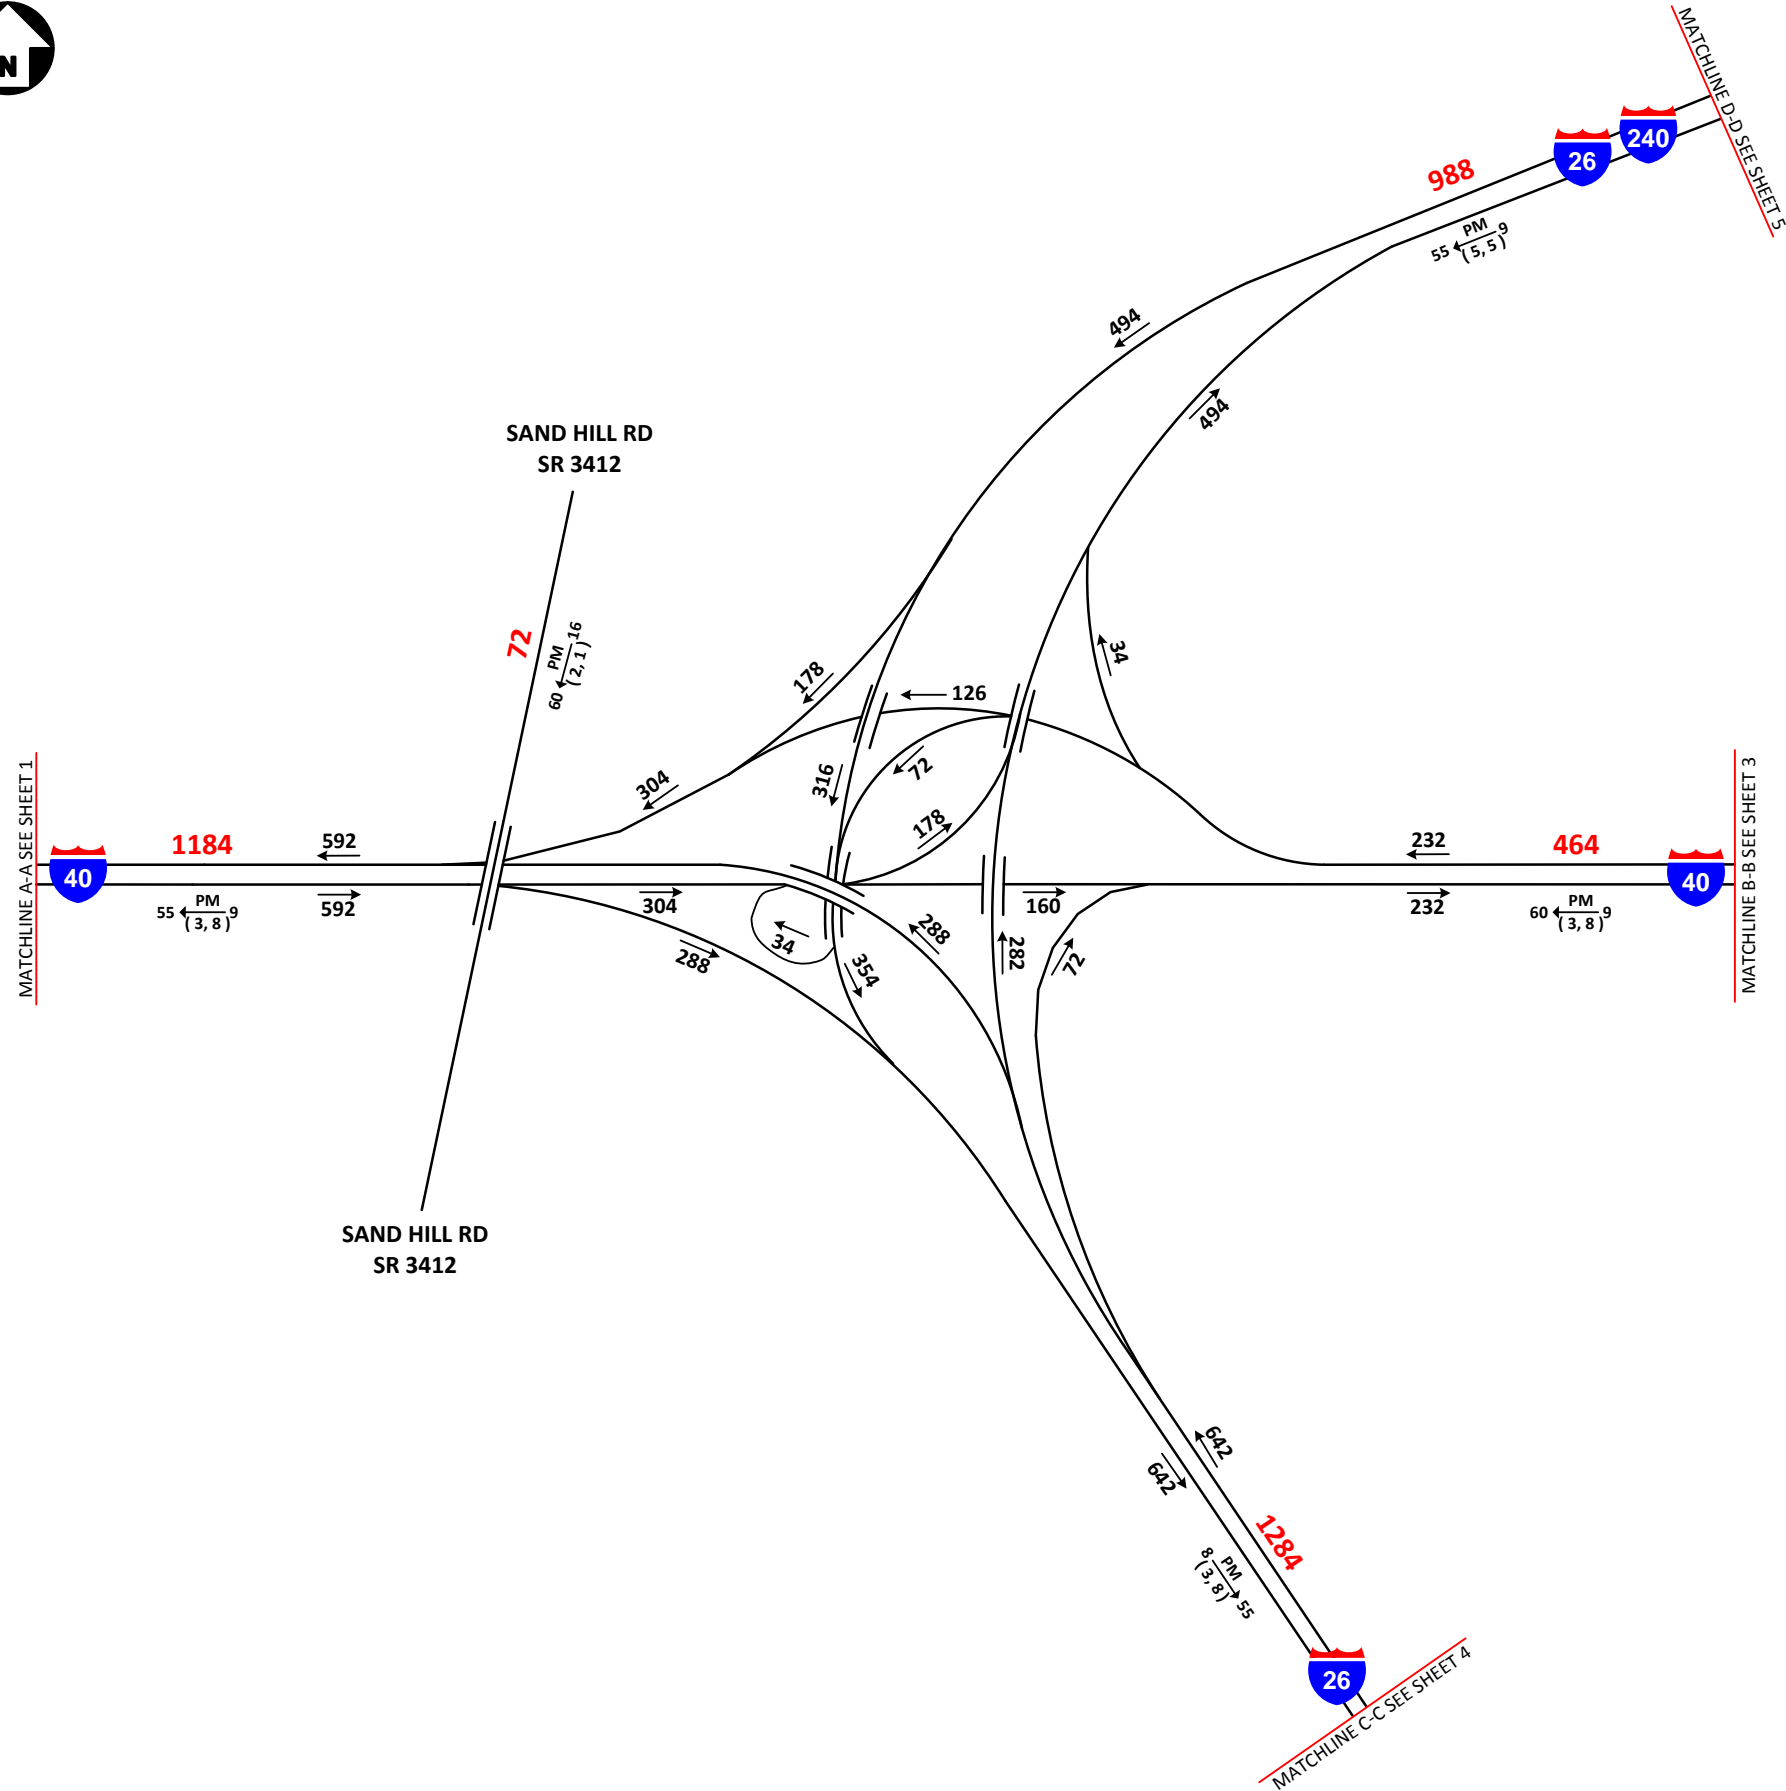 N
MATCHLINE D-D SEE SHEET 5
240
26
988
PM
55 9
( 5, 5 )
494
494
SAND HILL RD
SR 3412
72
PM
60 16
( 2, 1 )
34
178
126
72
316
304
178
MATCHLINE A-A SEE SHEET 1
40
1184
592
592
PM
55 9
( 3, 8 )
304
288
34
354
288
160
282
72
232
232
464
PM
60 9
( 3, 8 )
40
MATCHLINE B-B SEE SHEET 3
SAND HILL RD
SR 3412
642
642
1284
PM
8 55
( 3, 8 )
26
MATCHLINE C-C SEE SHEET 4